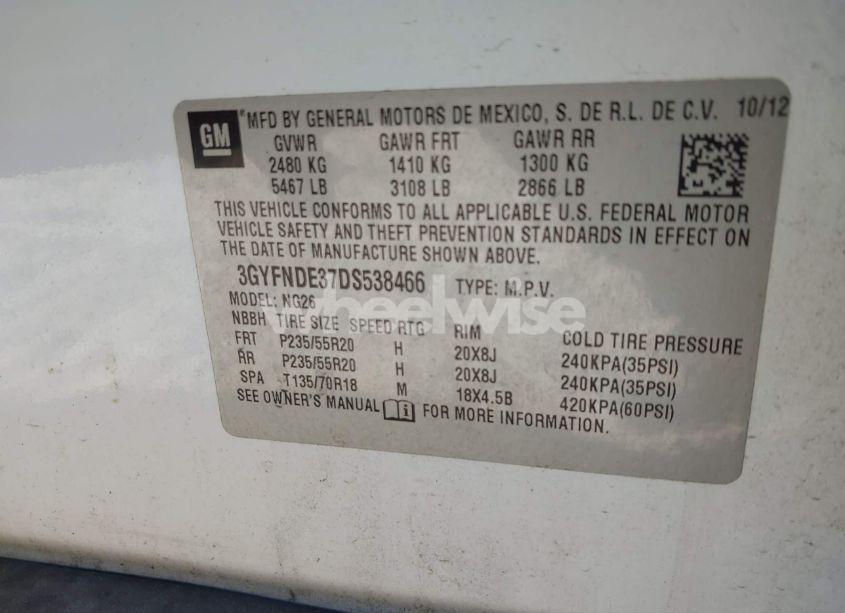 GM
*MFD BY GENERAL MOTORS DE MEXICO, S. DE R.L. DE C.V. 10/12
GVWR GAWR FRT GAWR RR
2480 KG 1410 KG 1300 KG
5467 LB 3108 LB 2866 LB
THIS VEHICLE CONFORMS TO ALL APPLICABLE U.S. FEDERAL MOTOR
VEHICLE SAFETY AND THEFT PREVENTION STANDARDS IN EFFECT ON
THE DATE OF MANUFACTURE SHOWN ABOVE.
3GYFNDE37DS538466 TYPE: M.P.V.
MODEL: NG26
wheelwise
NBBH TIRE SIZE SPEED RTG RIM COLD TIRE PRESSURE
FRT P235/55R20 H 20X8J 240KPA(35PSI)
RR P235/55R20 H 20X8J 240KPA(35PSI)
SPA T135/70R18 M 18X4.5B 420KPA(60PSI)
SEE OWNER'S MANUAL FOR MORE INFORMATION.